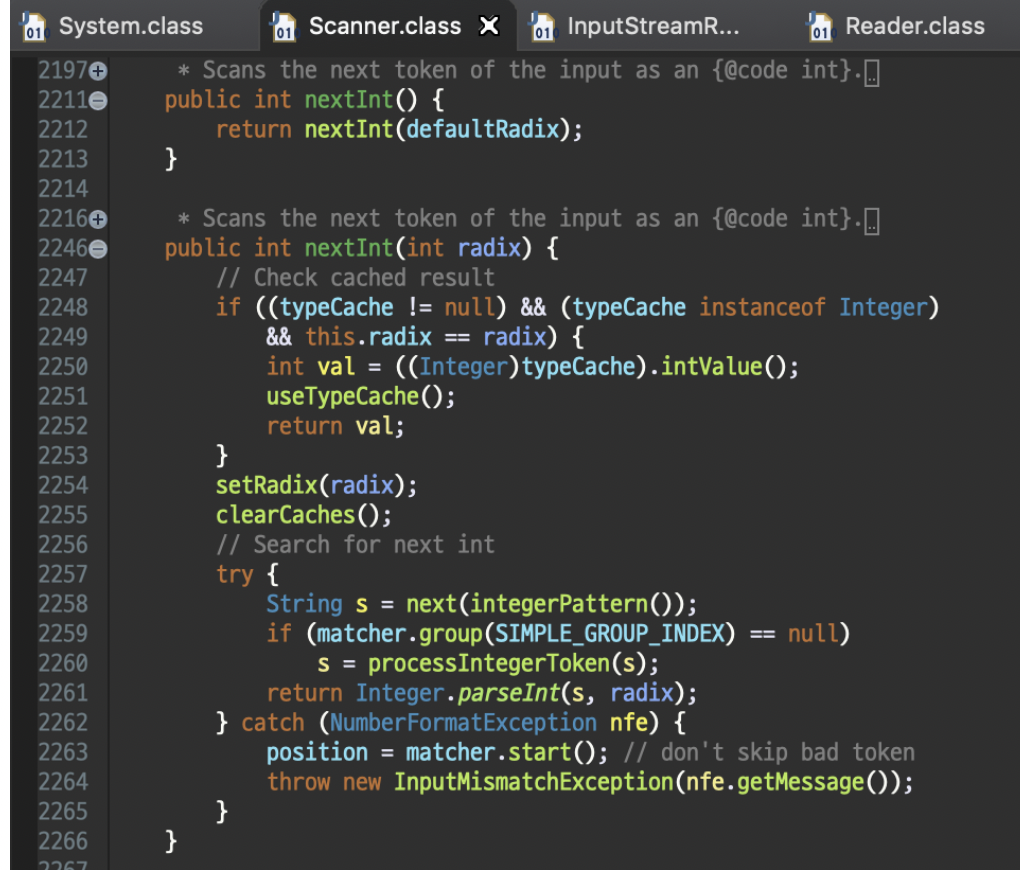 System.class Scanner.class InputStreamR... Reader.class
2197 * Scans the next token of the input as an {@code int}.
2211 public int nextInt() {
2212 return nextInt(defaultRadix);
2213 }
2214
2216 * Scans the next token of the input as an {@code int}.
2246 public int nextInt(int radix) {
2247 // Check cached result
2248 if ((typeCache != null) && (typeCache instanceof Integer)
2249 && this.radix == radix) {
2250 int val = ((Integer)typeCache).intValue();
2251 useTypeCache();
2252 return val;
2253 }
2254 setRadix(radix);
2255 clearCaches();
2256 // Search for next int
2257 try {
2258 String s = next(integerPattern());
2259 if (matcher.group(SIMPLE_GROUP_INDEX) == null)
2260 s = processIntegerToken(s);
2261 return Integer.parseInt(s, radix);
2262 } catch (NumberFormatException nfe) {
2263 position = matcher.start(); // don't skip bad token
2264 throw new InputMismatchException(nfe.getMessage());
2265 }
2266 }
2267